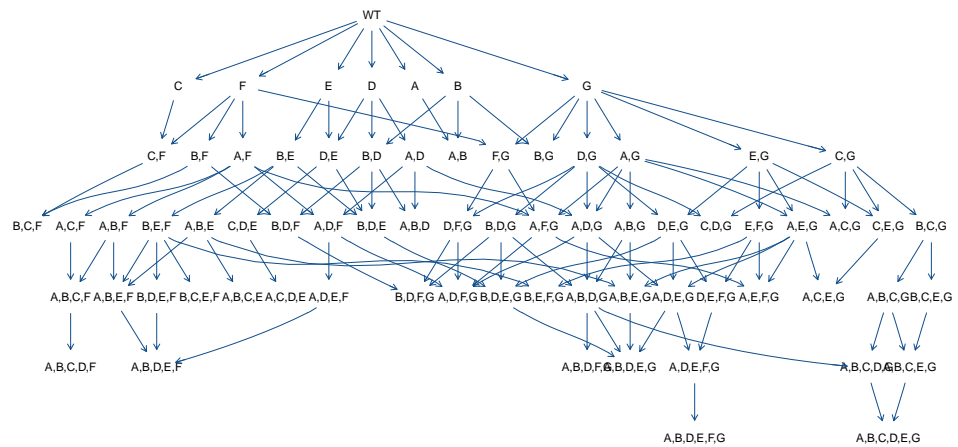 WT
C F E D A B G
C,F B,F A,F B,E D,E B,D A,D A,B F,G B,G D,G A,G E,G C,G
B,C,F A,C,F A,B,F B,E,F A,B,E C,D,E B,D,F A,D,F B,D,E A,B,D D,F,G B,D,G A,F,G A,D,G A,B,G D,E,G C,D,G E,F,G A,E,G A,C,G C,E,G B,C,G
A,B,C,F A,B,E,F B,D,E,F B,C,E,F A,B,C,E A,C,D,E A,D,E,F B,D,F,G A,D,F,G B,D,E,G B,E,F,G A,B,D,G A,B,E,G A,D,E,G D,E,F,G A,E,F,G A,C,E,G A,B,C,G B,C,E,G
A,B,C,D,F A,B,D,E,F A,B,D,F,G A,B,D,E,G A,D,E,F,G A,B,C,D,G A,B,C,E,G
A,B,D,E,F,G A,B,C,D,E,G